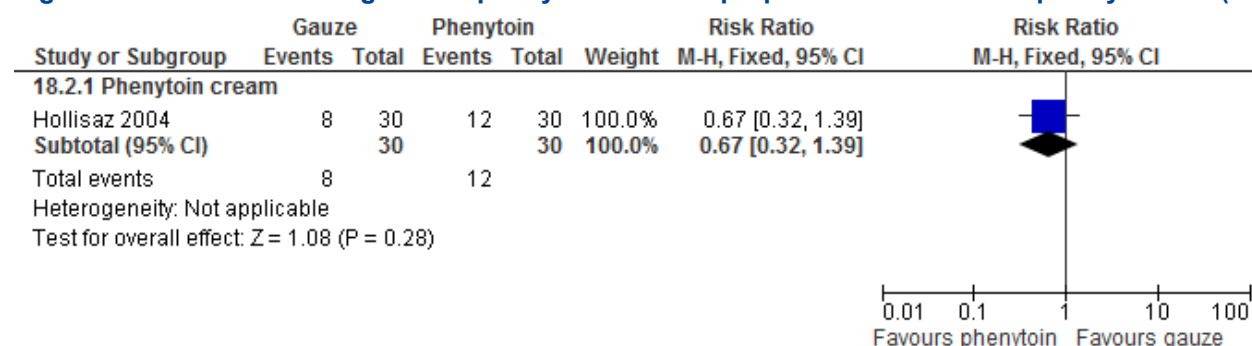 Gauze Phenytoin Risk Ratio Risk Ratio
Study or Subgroup Events Total Events Total Weight M-H, Fixed, 95% CI M-H, Fixed, 95% CI
18.2.1 Phenytoin cream
Hollisaz 2004 8 30 12 30 100.0% 0.67 [0.32, 1.39]
Subtotal (95% CI) 30 30 100.0% 0.67 [0.32, 1.39]
Total events 8 12
Heterogeneity: Not applicable
Test for overall effect: Z = 1.08 (P = 0.28)
0.01 0.1 1 10 100
Favours phenytoin Favours gauze